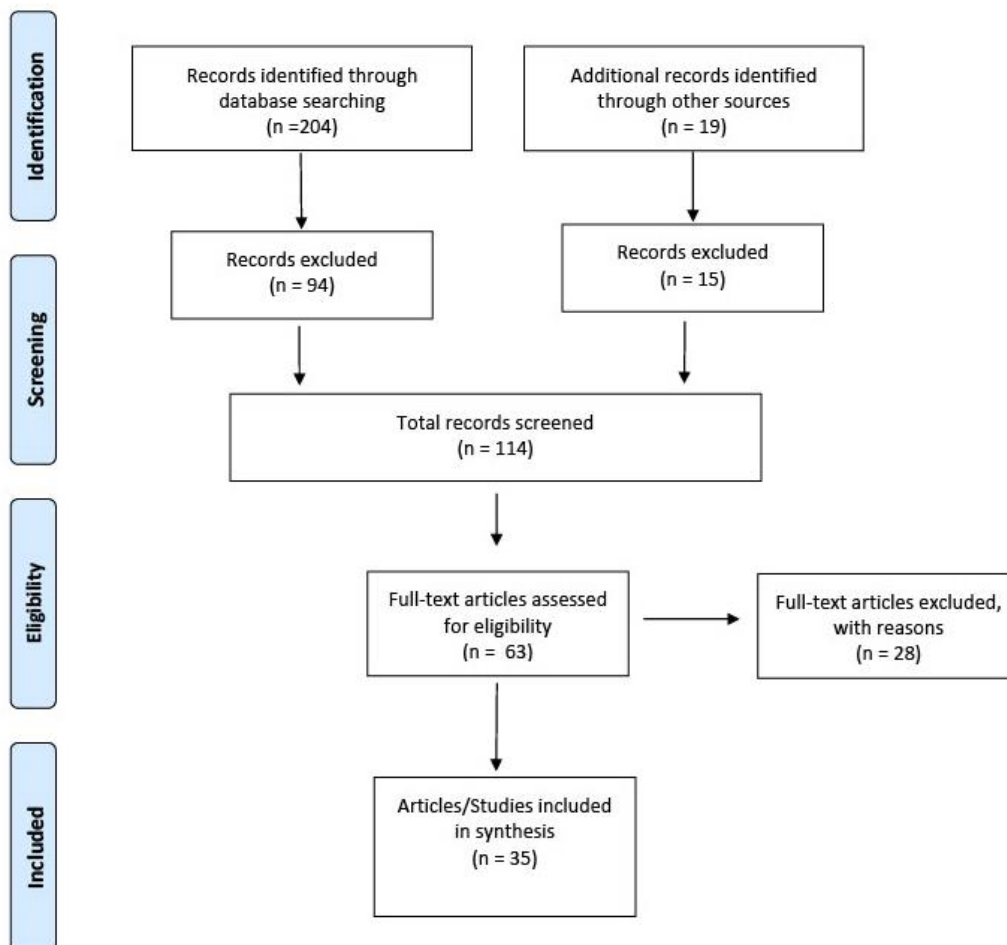 Identification
Records identified through
database searching
(n =204)
Additional records identified
through other sources
(n = 19)
Screening
Records excluded
(n = 94)
Records excluded
(n = 15)
Total records screened
(n = 114)
Eligibility
Full-text articles assessed
for eligibility
(n = 63)
Full-text articles excluded,
with reasons
(n = 28)
Included
Articles/Studies included
in synthesis
(n = 35)